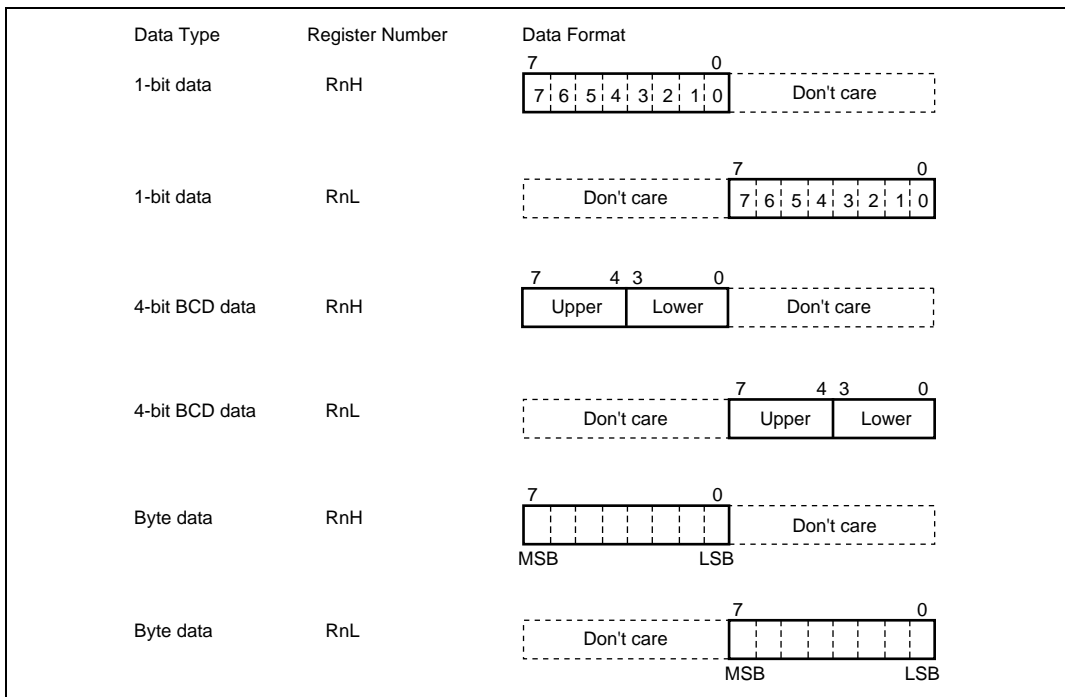 Data Type Register Number Data Format
7 0
1-bit data RnH 7 6 5 4 3 2 1 0 Don't care
7 0
1-bit data RnL Don't care 7 6 5 4 3 2 1 0
7 4 3 0
4-bit BCD data RnH Upper Lower Don't care
7 4 3 0
4-bit BCD data RnL Don't care Upper Lower
7 0
Byte data RnH Don't care
MSB LSB
7 0
Byte data RnL Don't care
MSB LSB